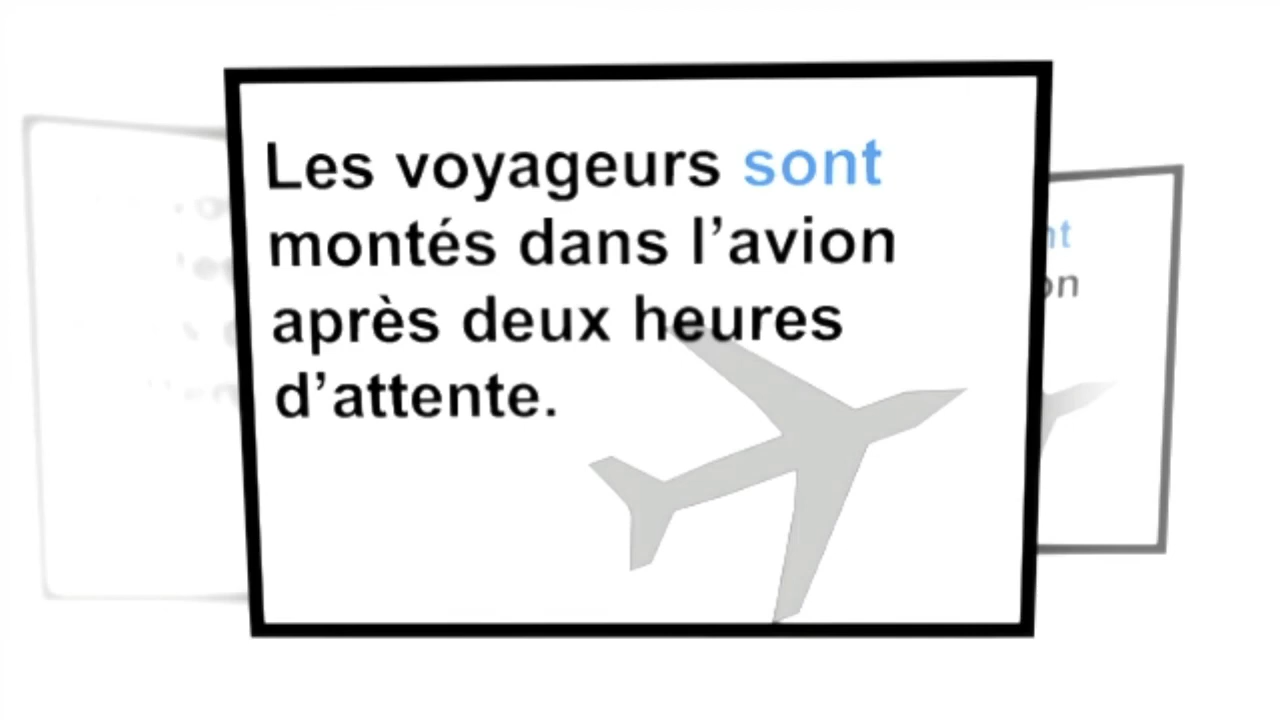 Les voyageurs sont
montés dans l’avion
après deux heures
d’attente.